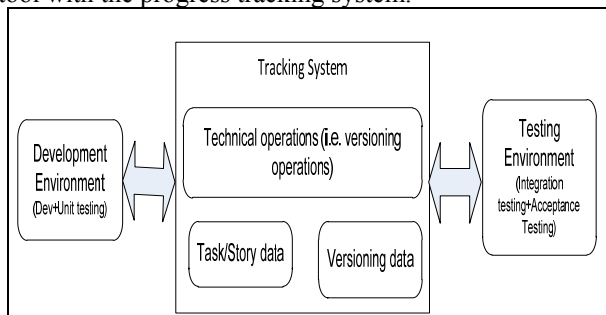 tool with the progress tracking system.
Tracking System
Technical operations (i.e. versioning
operations)
Development
Environment
(Dev+Unit testing)
Testing
Environment
(Integration
testing+Acceptance
Testing)
Task/Story data
Versioning data